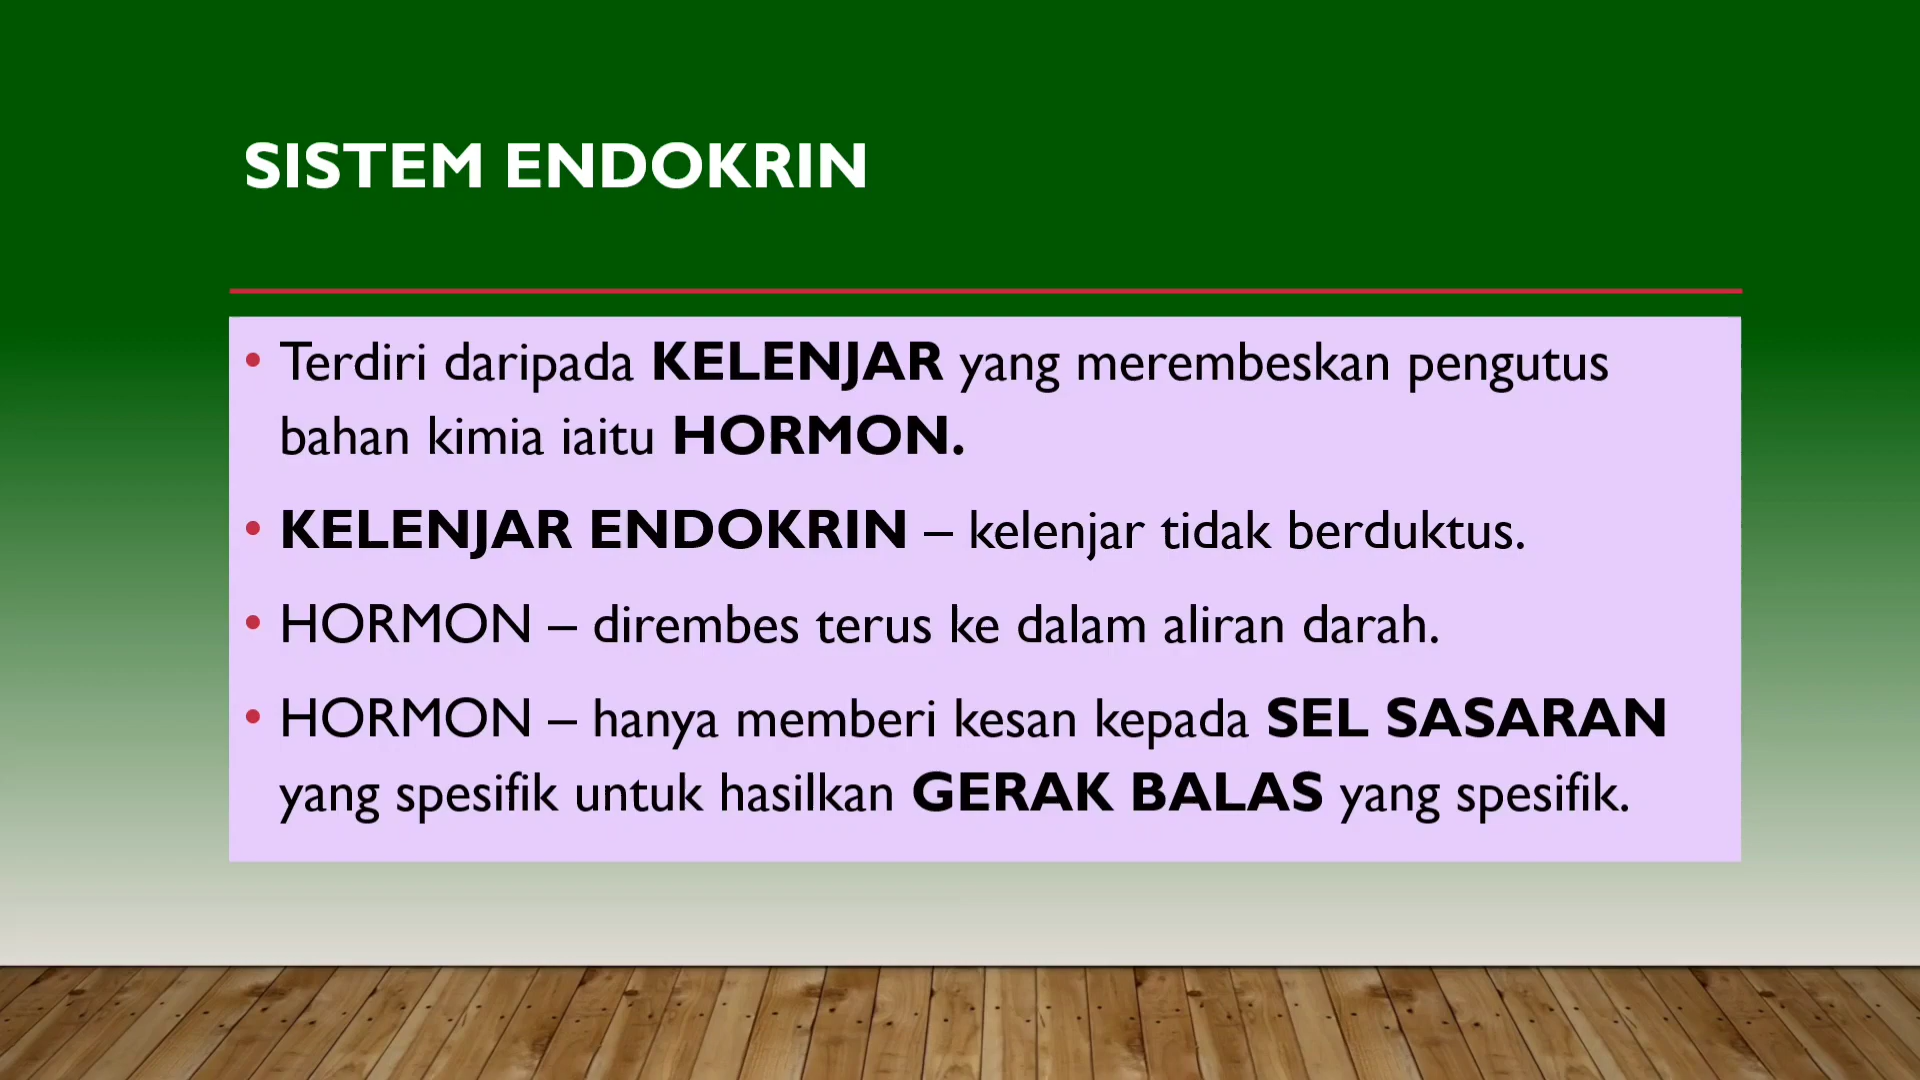 SISTEM ENDOKRIN
• Terdiri daripada KELENJAR yang merembeskan pengutus
bahan kimia iaitu HORMON.
• KELENJAR ENDOKRIN – kelenjar tidak berduktus.
• HORMON – dirembes terus ke dalam aliran darah.
• HORMON – hanya memberi kesan kepada SEL SASARAN
yang spesifik untuk hasilkan GERAK BALAS yang spesifik.